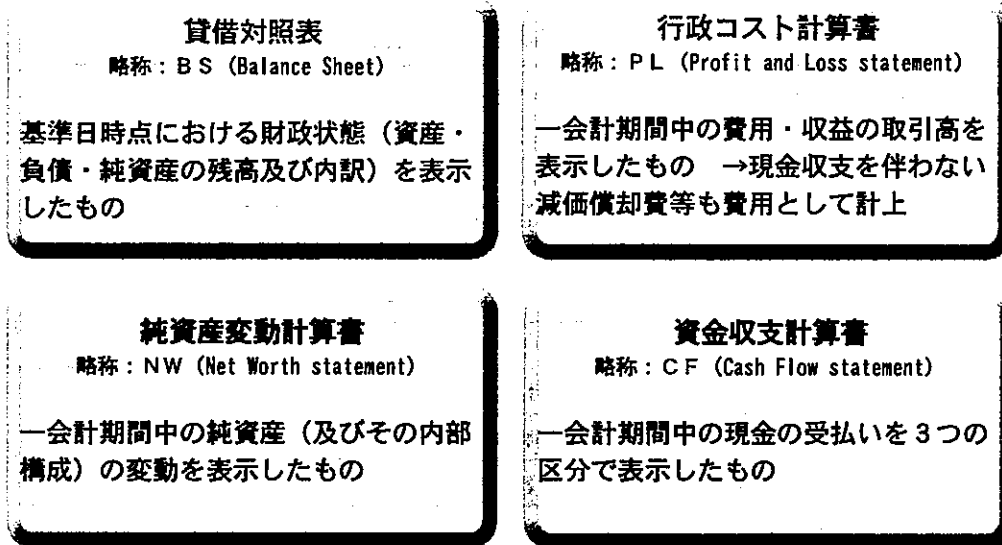 貸借対照表
略称：ＢＳ (Balance Sheet)
基準日時点における財政状態（資産・
負債・純資産の残高及び内訳）を表示
したもの
行政コスト計算書
略称：ＰＬ (Profit and Loss statement)
一会計期間中の費用・収益の取引高を
表示したもの　→現金収支を伴わない
減価償却費等も費用として計上
純資産変動計算書
略称：ＮＷ (Net Worth statement)
一会計期間中の純資産（及びその内部
構成）の変動を表示したもの
資金収支計算書
略称：ＣＦ (Cash Flow statement)
一会計期間中の現金の受払いを３つの
区分で表示したもの